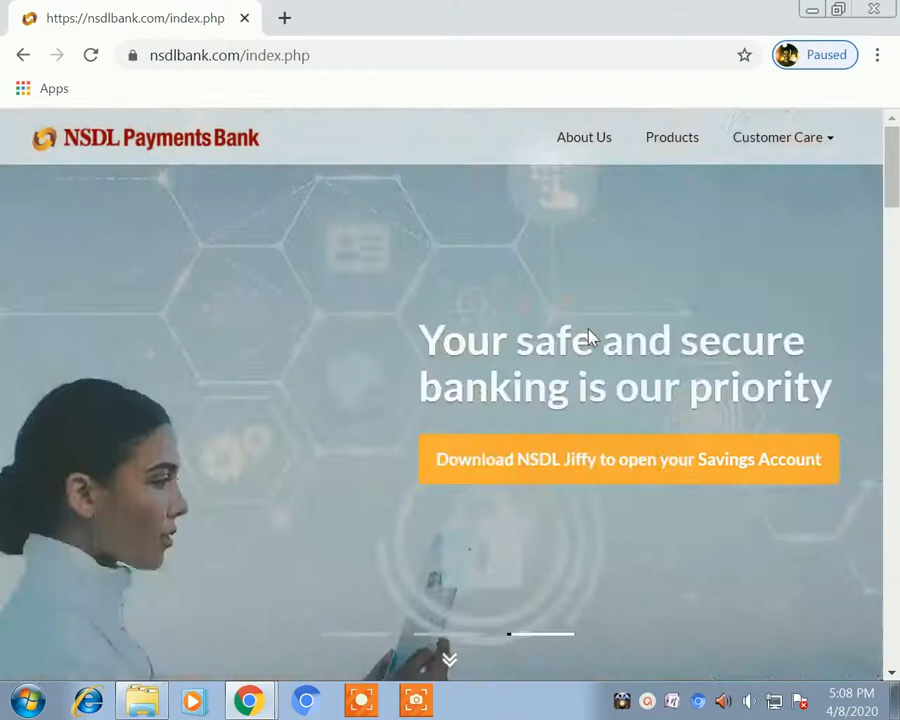 https://nsdlbank.com/index.php
nsdlbank.com/index.php
Paused
Apps
NSDL Payments Bank
About Us
Products
Customer Care
Your safe and secure
banking is our priority
Download NSDL Jiffy to open your Savings Account
5:08 PM
4/8/2020